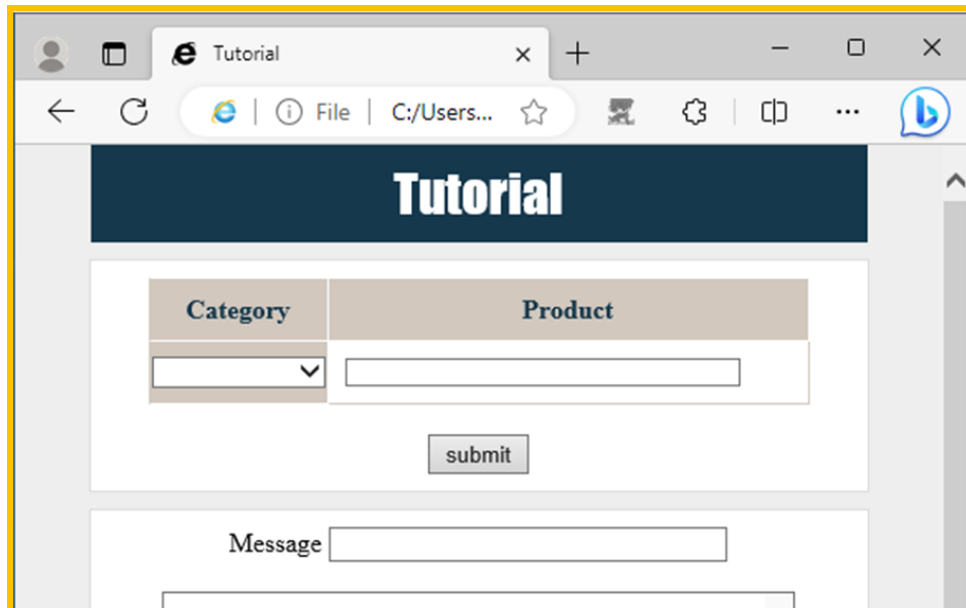 Tutorial
File C:/Users...
Tutorial
Category Product
submit
Message